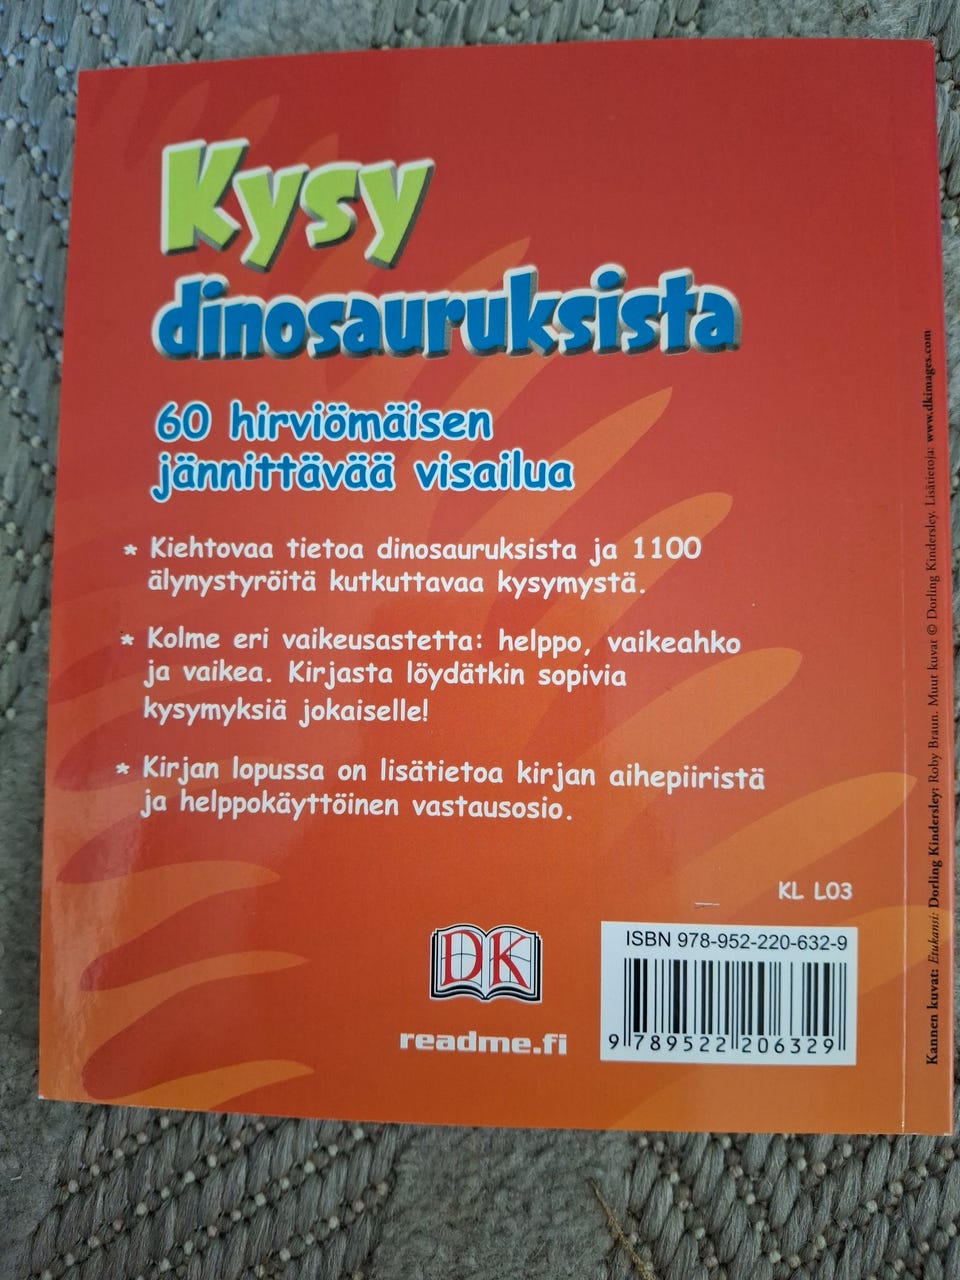 Kysy
dinosauruksista
60 hirviömäisen
jännittävää visailua
* Kiehtovaa tietoa dinosauruksista ja 1100
älynystyröitä kutkuttavaa kysymystä.
* Kolme eri vaikeusastetta: helppo, vaikeahko
ja vaikea. Kirjasta löydätkin sopivia
kysymyksiä jokaiselle!
* Kirjan lopussa on lisätietoa kirjan aihepiiristä
ja helppokäyttöinen vastausosio.
KL L03
DK
readme.fi
ISBN 978-952-220-632-9
9 789522 206329
Kannen kuvat: Etukansi: Dorling Kindersley: Roby Braun. Muut kuvat © Dorling Kindersley. Lisätietoja: www.dkimages.com